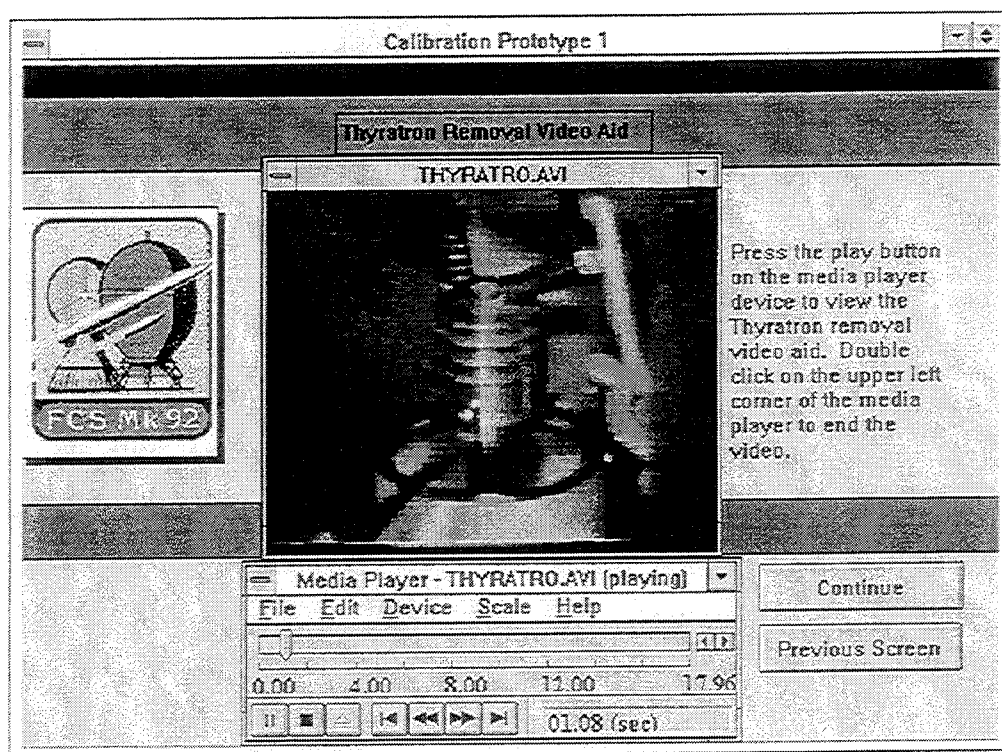 Calibration Prototype 1
Thyratron Removal Video Aid
THYRATRO.AVI
Press the play button
on the media player
device to view the
Thyratron removal
video aid. Double
click on the upper left
corner of the media
player to end the
video.
FCS Mk 92
Media Player - THYRATRO.AVI (playing)
File Edit Device Scale Help
0.00 4.00 8.00 11.00 17.96
01.08 (sec)
Continue
Previous Screen